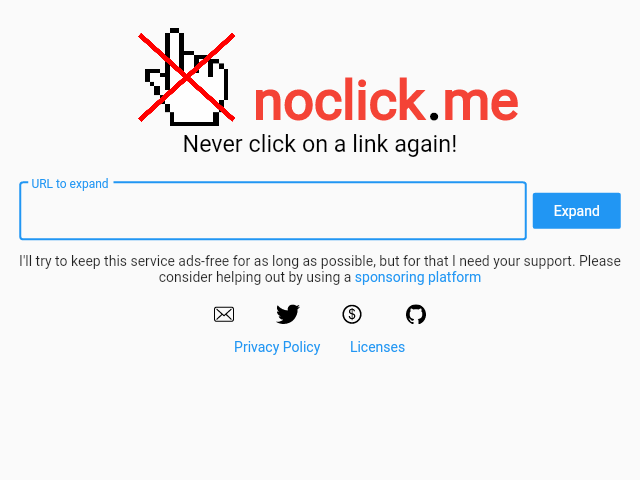 noclick.me
Never click on a link again!
URL to expand
Expand
I'll try to keep this service ads-free for as long as possible, but for that I need your support. Please
consider helping out by using a sponsoring platform
$
Privacy Policy Licenses